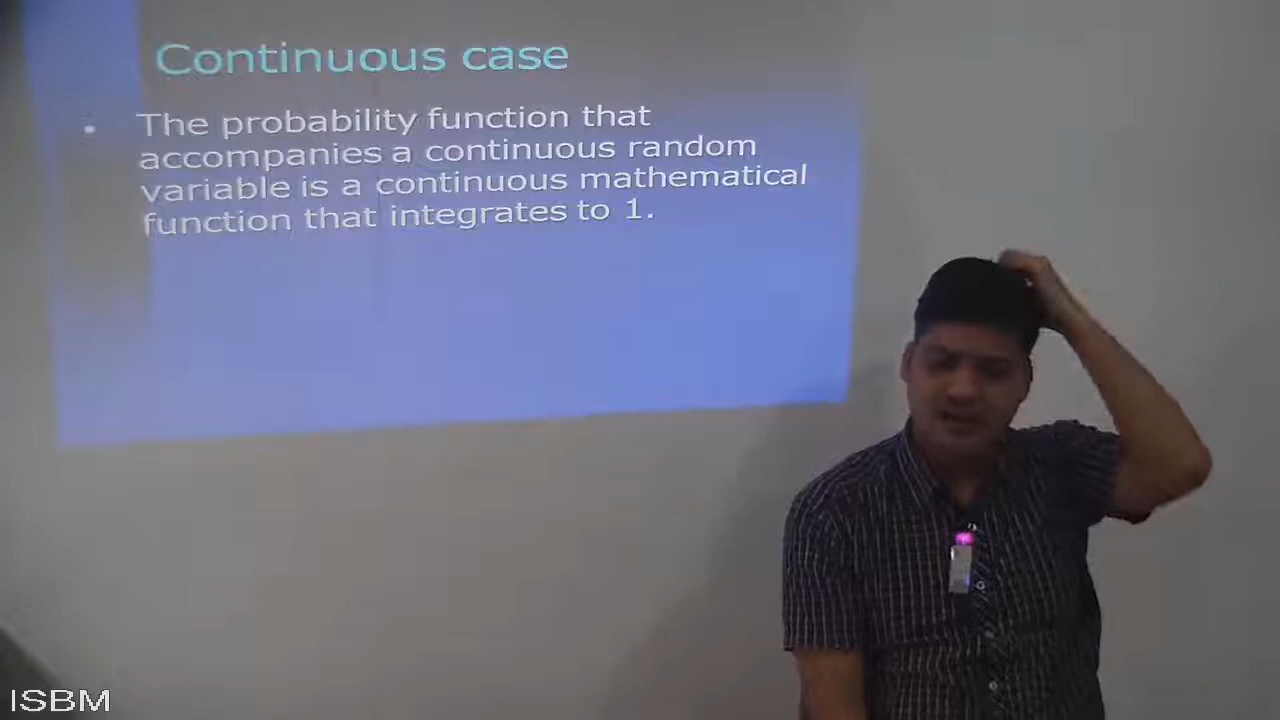 Continuous case
• The probability function that
accompanies a continuous random
variable is a continuous mathematical
function that integrates to 1.
ISBM